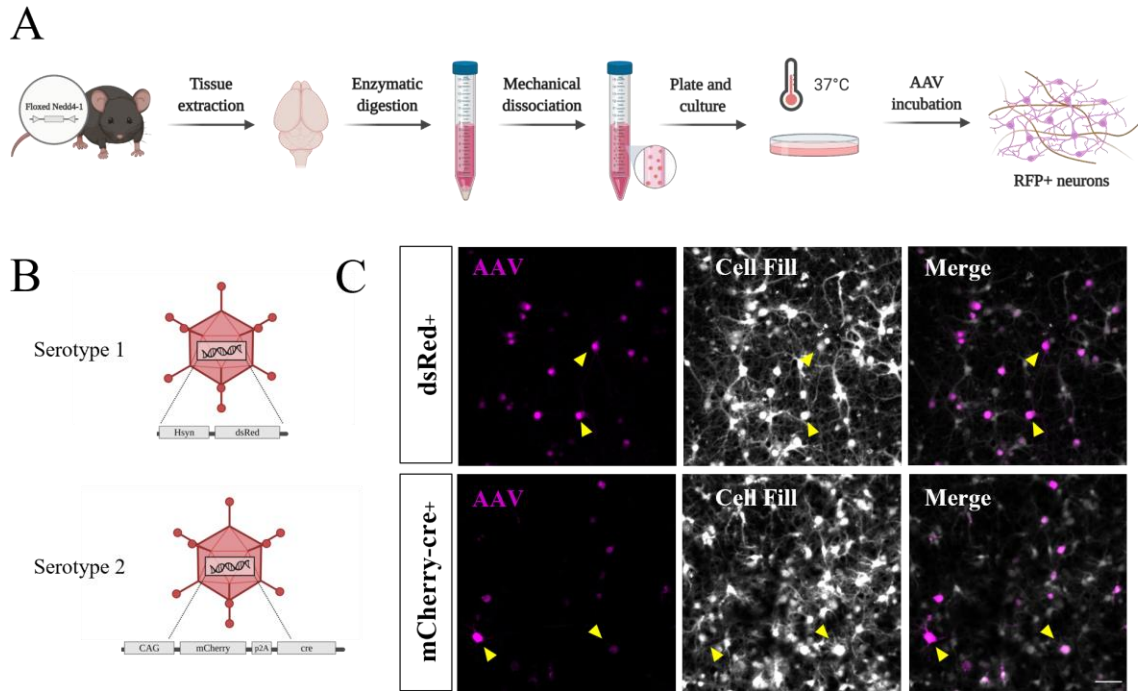 A
Floxed Nedd4-1
Tissue
extraction
Enzymatic
digestion
Mechanical
dissociation
Plate and
culture
37°C
AAV
incubation
RFP+ neurons
B
Serotype 1
Hsyn
dsRed
Serotype 2
CAG
mCherry
p2A
cre
C
dsRed+
AAV
Cell Fill
Merge
mCherry-cre+
AAV
Cell Fill
Merge